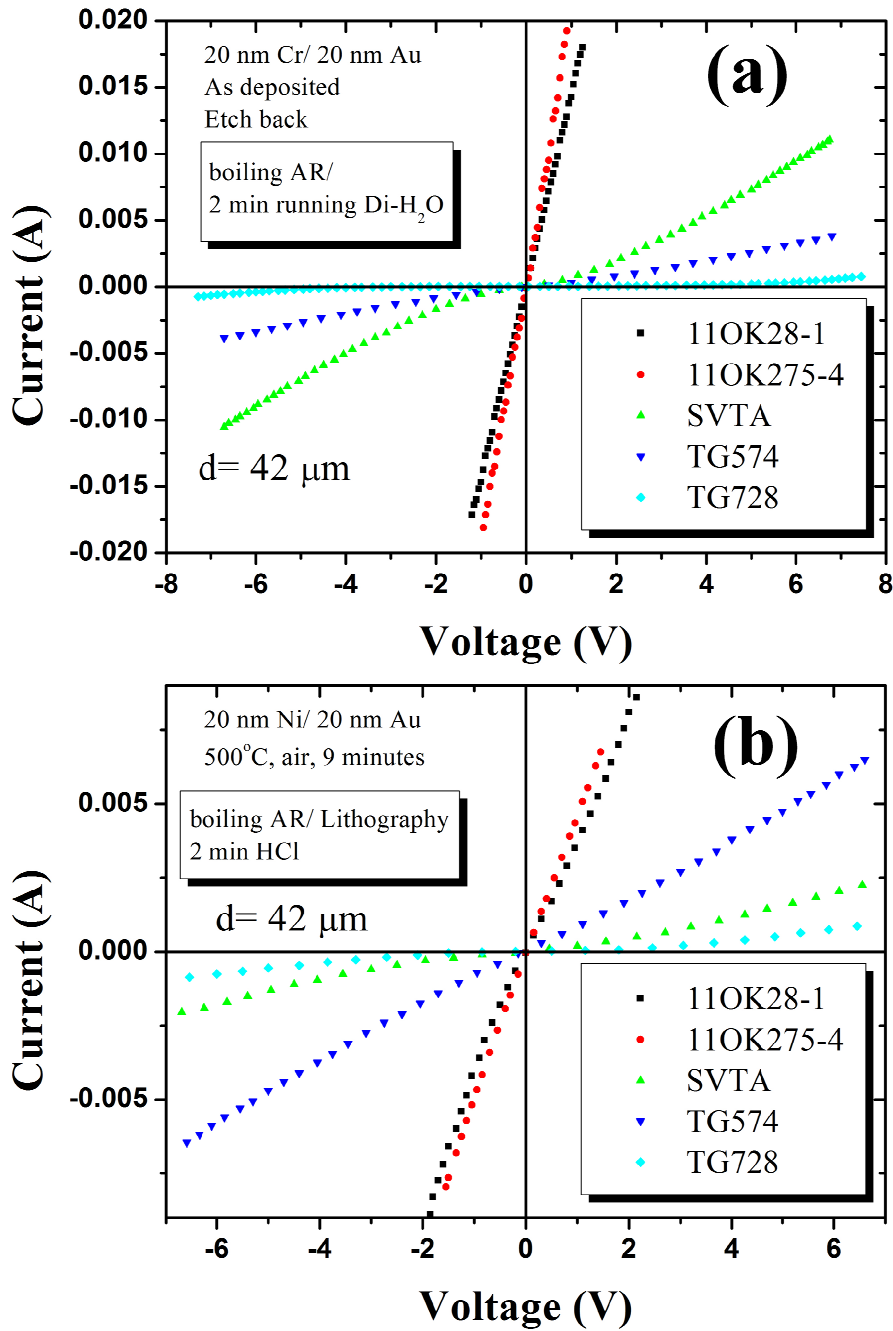 0.020
0.015
0.010
0.005
0.000
-0.005
-0.010
-0.015
-0.020
Current (A)
20 nm Cr/ 20 nm Au
As deposited
Etch back
boiling AR/
2 min running Di-H₂O
(a)
d= 42 μm
11OK28-1
11OK275-4
SVTA
TG574
TG728
-8 -6 -4 -2 0 2 4 6 8
Voltage (V)
0.005
0.000
-0.005
Current (A)
20 nm Ni/ 20 nm Au
500°C, air, 9 minutes
boiling AR/ Lithography
2 min HCl
(b)
d= 42 μm
11OK28-1
11OK275-4
SVTA
TG574
TG728
-6 -4 -2 0 2 4 6
Voltage (V)